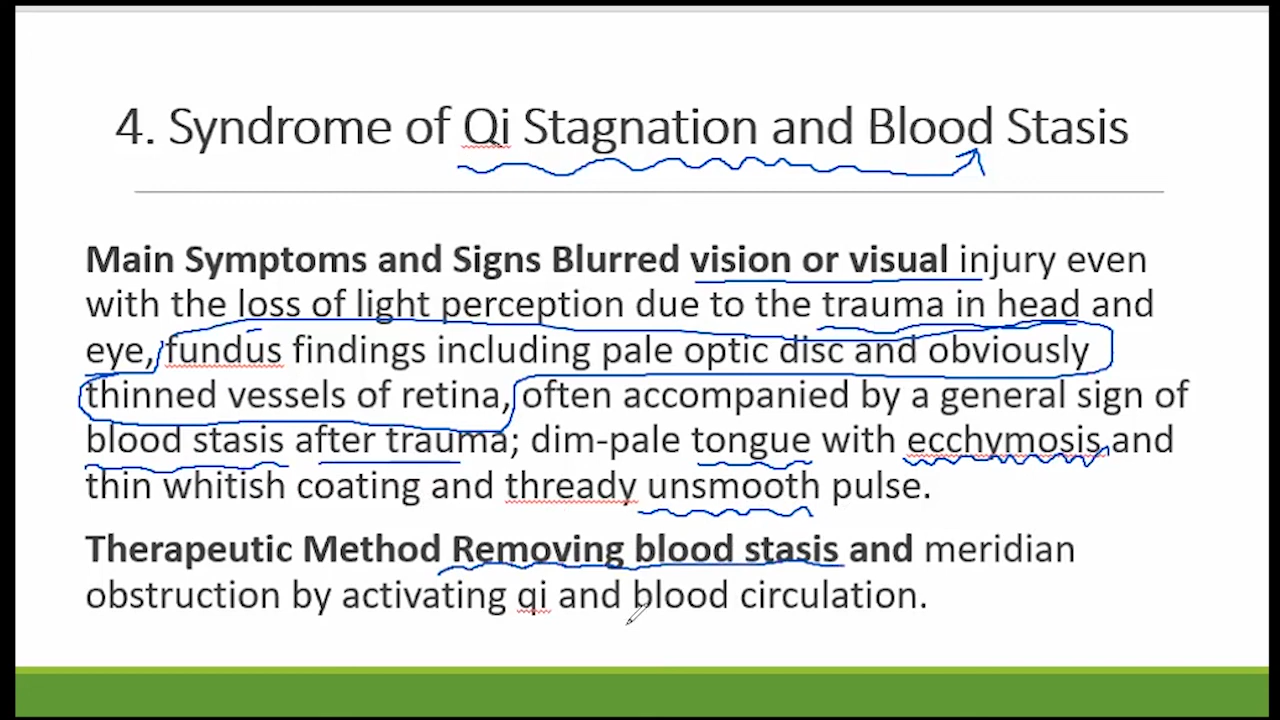 4. Syndrome of Qi Stagnation and Blood Stasis
Main Symptoms and Signs Blurred vision or visual injury even
with the loss of light perception due to the trauma in head and
eye, fundus findings including pale optic disc and obviously
thinned vessels of retina, often accompanied by a general sign of
blood stasis after trauma; dim-pale tongue with ecchymosis and
thin whitish coating and thready unsmooth pulse.
Therapeutic Method Removing blood stasis and meridian
obstruction by activating qi and blood circulation.